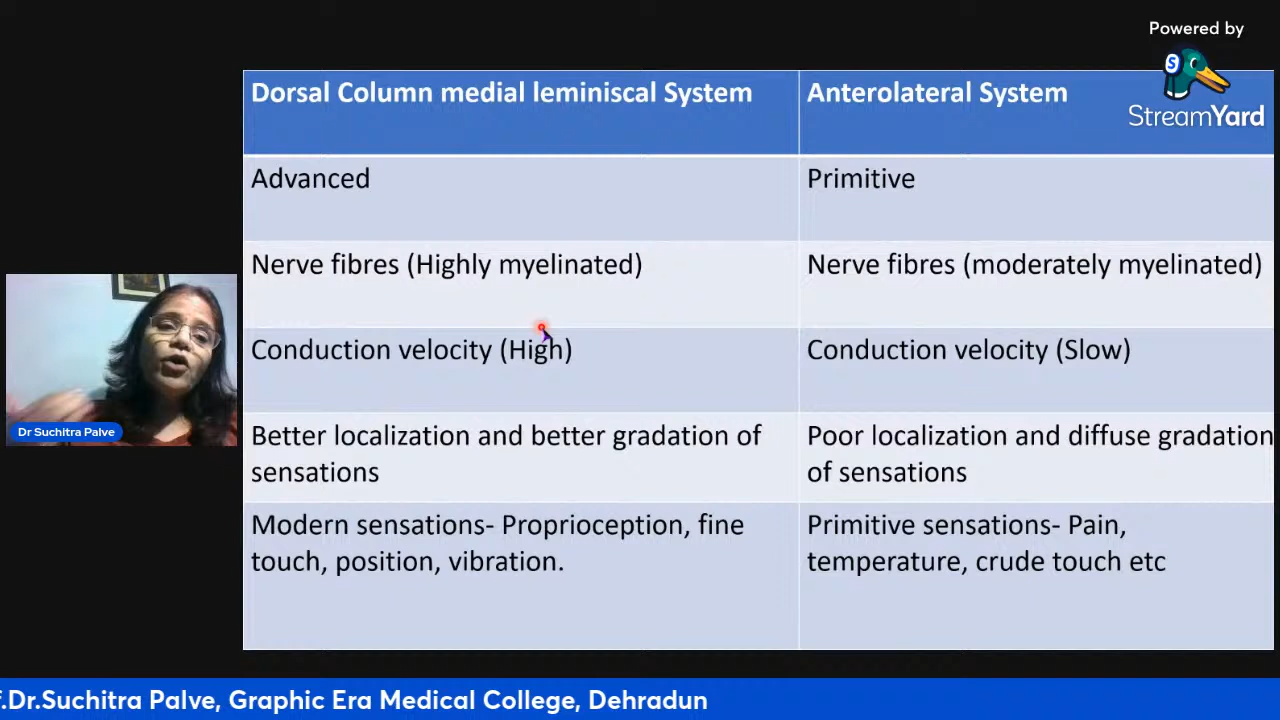 Powered by
StreamYard
Dorsal Column medial leminiscal System
Anterolateral System
Advanced
Primitive
Nerve fibres (Highly myelinated)
Nerve fibres (moderately myelinated)
Conduction velocity (High)
Conduction velocity (Slow)
Better localization and better gradation of
sensations
Poor localization and diffuse gradation
of sensations
Modern sensations- Proprioception, fine
touch, position, vibration.
Primitive sensations- Pain,
temperature, crude touch etc
Dr Suchitra Palve
f.Dr.Suchitra Palve, Graphic Era Medical College, Dehradun